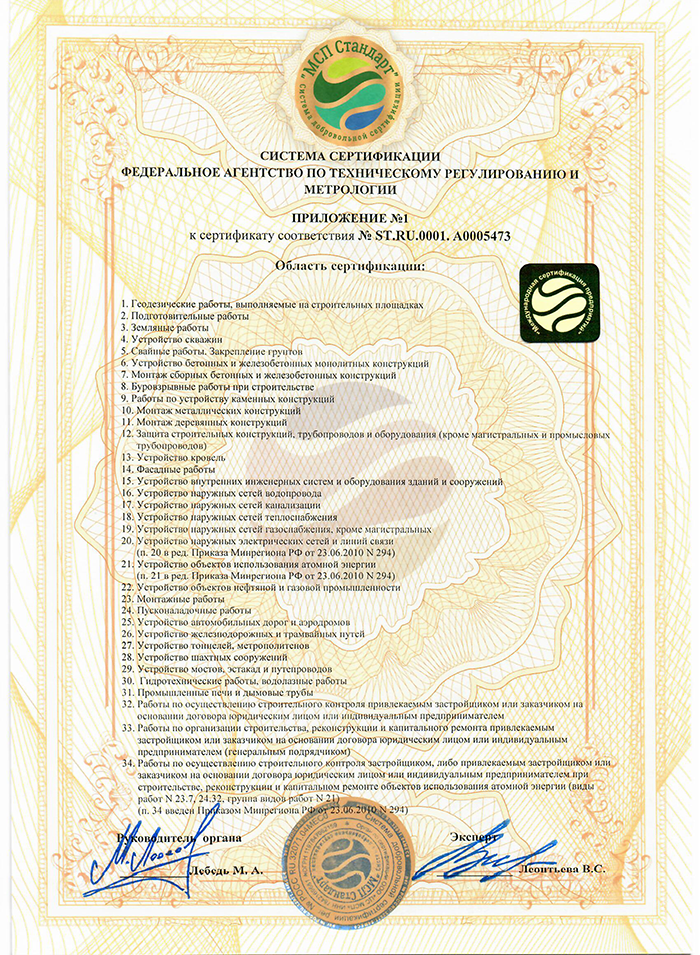 "МСП Стандарт"
система добровольной сертификации
СИСТЕМА СЕРТИФИКАЦИИ
ФЕДЕРАЛЬНОЕ АГЕНТСТВО ПО ТЕХНИЧЕСКОМУ РЕГУЛИРОВАНИЮ И
МЕТРОЛОГИИ
ПРИЛОЖЕНИЕ №1
к сертификату соответствия № ST.RU.0001. А0005473
Область сертификации:
"Международная сертификация предприятий"
1. Геодезические работы, выполняемые на строительных площадках
2. Подготовительные работы
3. Земляные работы
4. Устройство скважин
5. Свайные работы. Закрепление грунтов
6. Устройство бетонных и железобетонных монолитных конструкций
7. Монтаж сборных бетонных и железобетонных конструкций
8. Буровзрывные работы при строительстве
9. Работы по устройству каменных конструкций
10. Монтаж металлических конструкций
11. Монтаж деревянных конструкций
12. Защита строительных конструкций, трубопроводов и оборудования (кроме магистральных и промысловых
трубопроводов)
13. Устройство кровель
14. Фасадные работы
15. Устройство внутренних инженерных систем и оборудования зданий и сооружений
16. Устройство наружных сетей водопровода
17. Устройство наружных сетей канализации
18. Устройство наружных сетей теплоснабжения
19. Устройство наружных сетей газоснабжения, кроме магистральных
20. Устройство наружных электрических сетей и линий связи
(п. 20 в ред. Приказа Минрегиона РФ от 23.06.2010 N 294)
21. Устройство объектов использования атомной энергии
(п. 21 в ред. Приказа Минрегиона РФ от 23.06.2010 N 294)
22. Устройство объектов нефтяной и газовой промышленности
23. Монтажные работы
24. Пусконаладочные работы
25. Устройство автомобильных дорог и аэродромов
26. Устройство железнодорожных и трамвайных путей
27. Устройство тоннелей, метрополитенов
28. Устройство шахтных сооружений
29. Устройство мостов, эстакад и путепроводов
30. Гидротехнические работы, водолазные работы
31. Промышленные печи и дымовые трубы
32. Работы по осуществлению строительного контроля привлекаемым застройщиком или заказчиком на
основании договора юридическим лицом или индивидуальным предпринимателем
33. Работы по организации строительства, реконструкции и капитального ремонта привлекаемым
застройщиком или заказчиком на основании договора юридическим лицом или индивидуальным
предпринимателем (генеральным подрядчиком)
34. Работы по осуществлению строительного контроля застройщиком, либо привлекаемым застройщиком или
заказчиком на основании договора юридическим лицом или индивидуальным предпринимателем при
строительстве, реконструкции и капитальном ремонте объектов использования атомной энергии (виды
работ N 23.7, 24.32, группа видов работ N 21)
(п. 34 введен Приказом Минрегиона РФ от 23.06.2010 N 294)
Руководитель органа
Эксперт
Лебедь М. А.
Леонтьева В.С.
"МСП Стандарт"